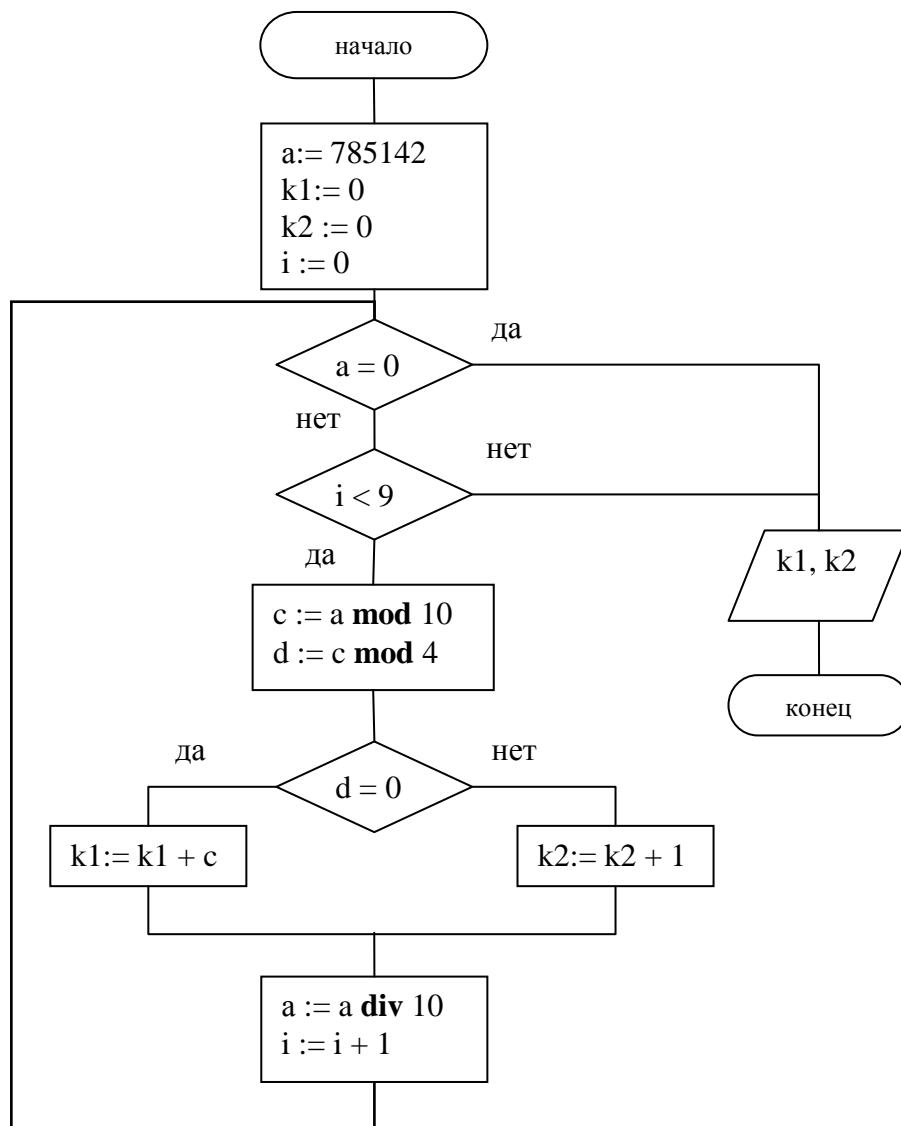 начало
a:= 785142
k1:= 0
k2 := 0
i := 0
да
a = 0
нет
нет
i < 9
да
k1, k2
c := a mod 10
d := c mod 4
конец
да
нет
d = 0
k1:= k1 + c
k2:= k2 + 1
a := a div 10
i := i + 1